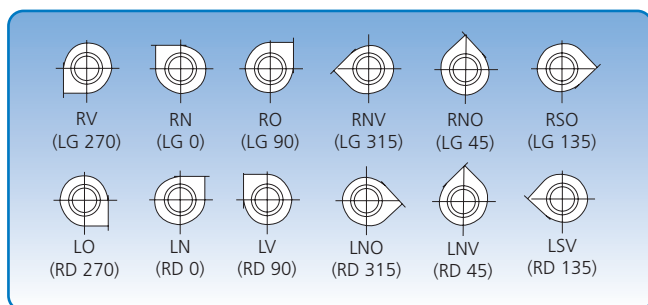 RV RN RO RNV RNO RSO
(LG 270) (LG 0) (LG 90) (LG 315) (LG 45) (LG 135)
LO LN LV LNO LNV LSV
(RD 270) (RD 0) (RD 90) (RD 315) (RD 45) (RD 135)